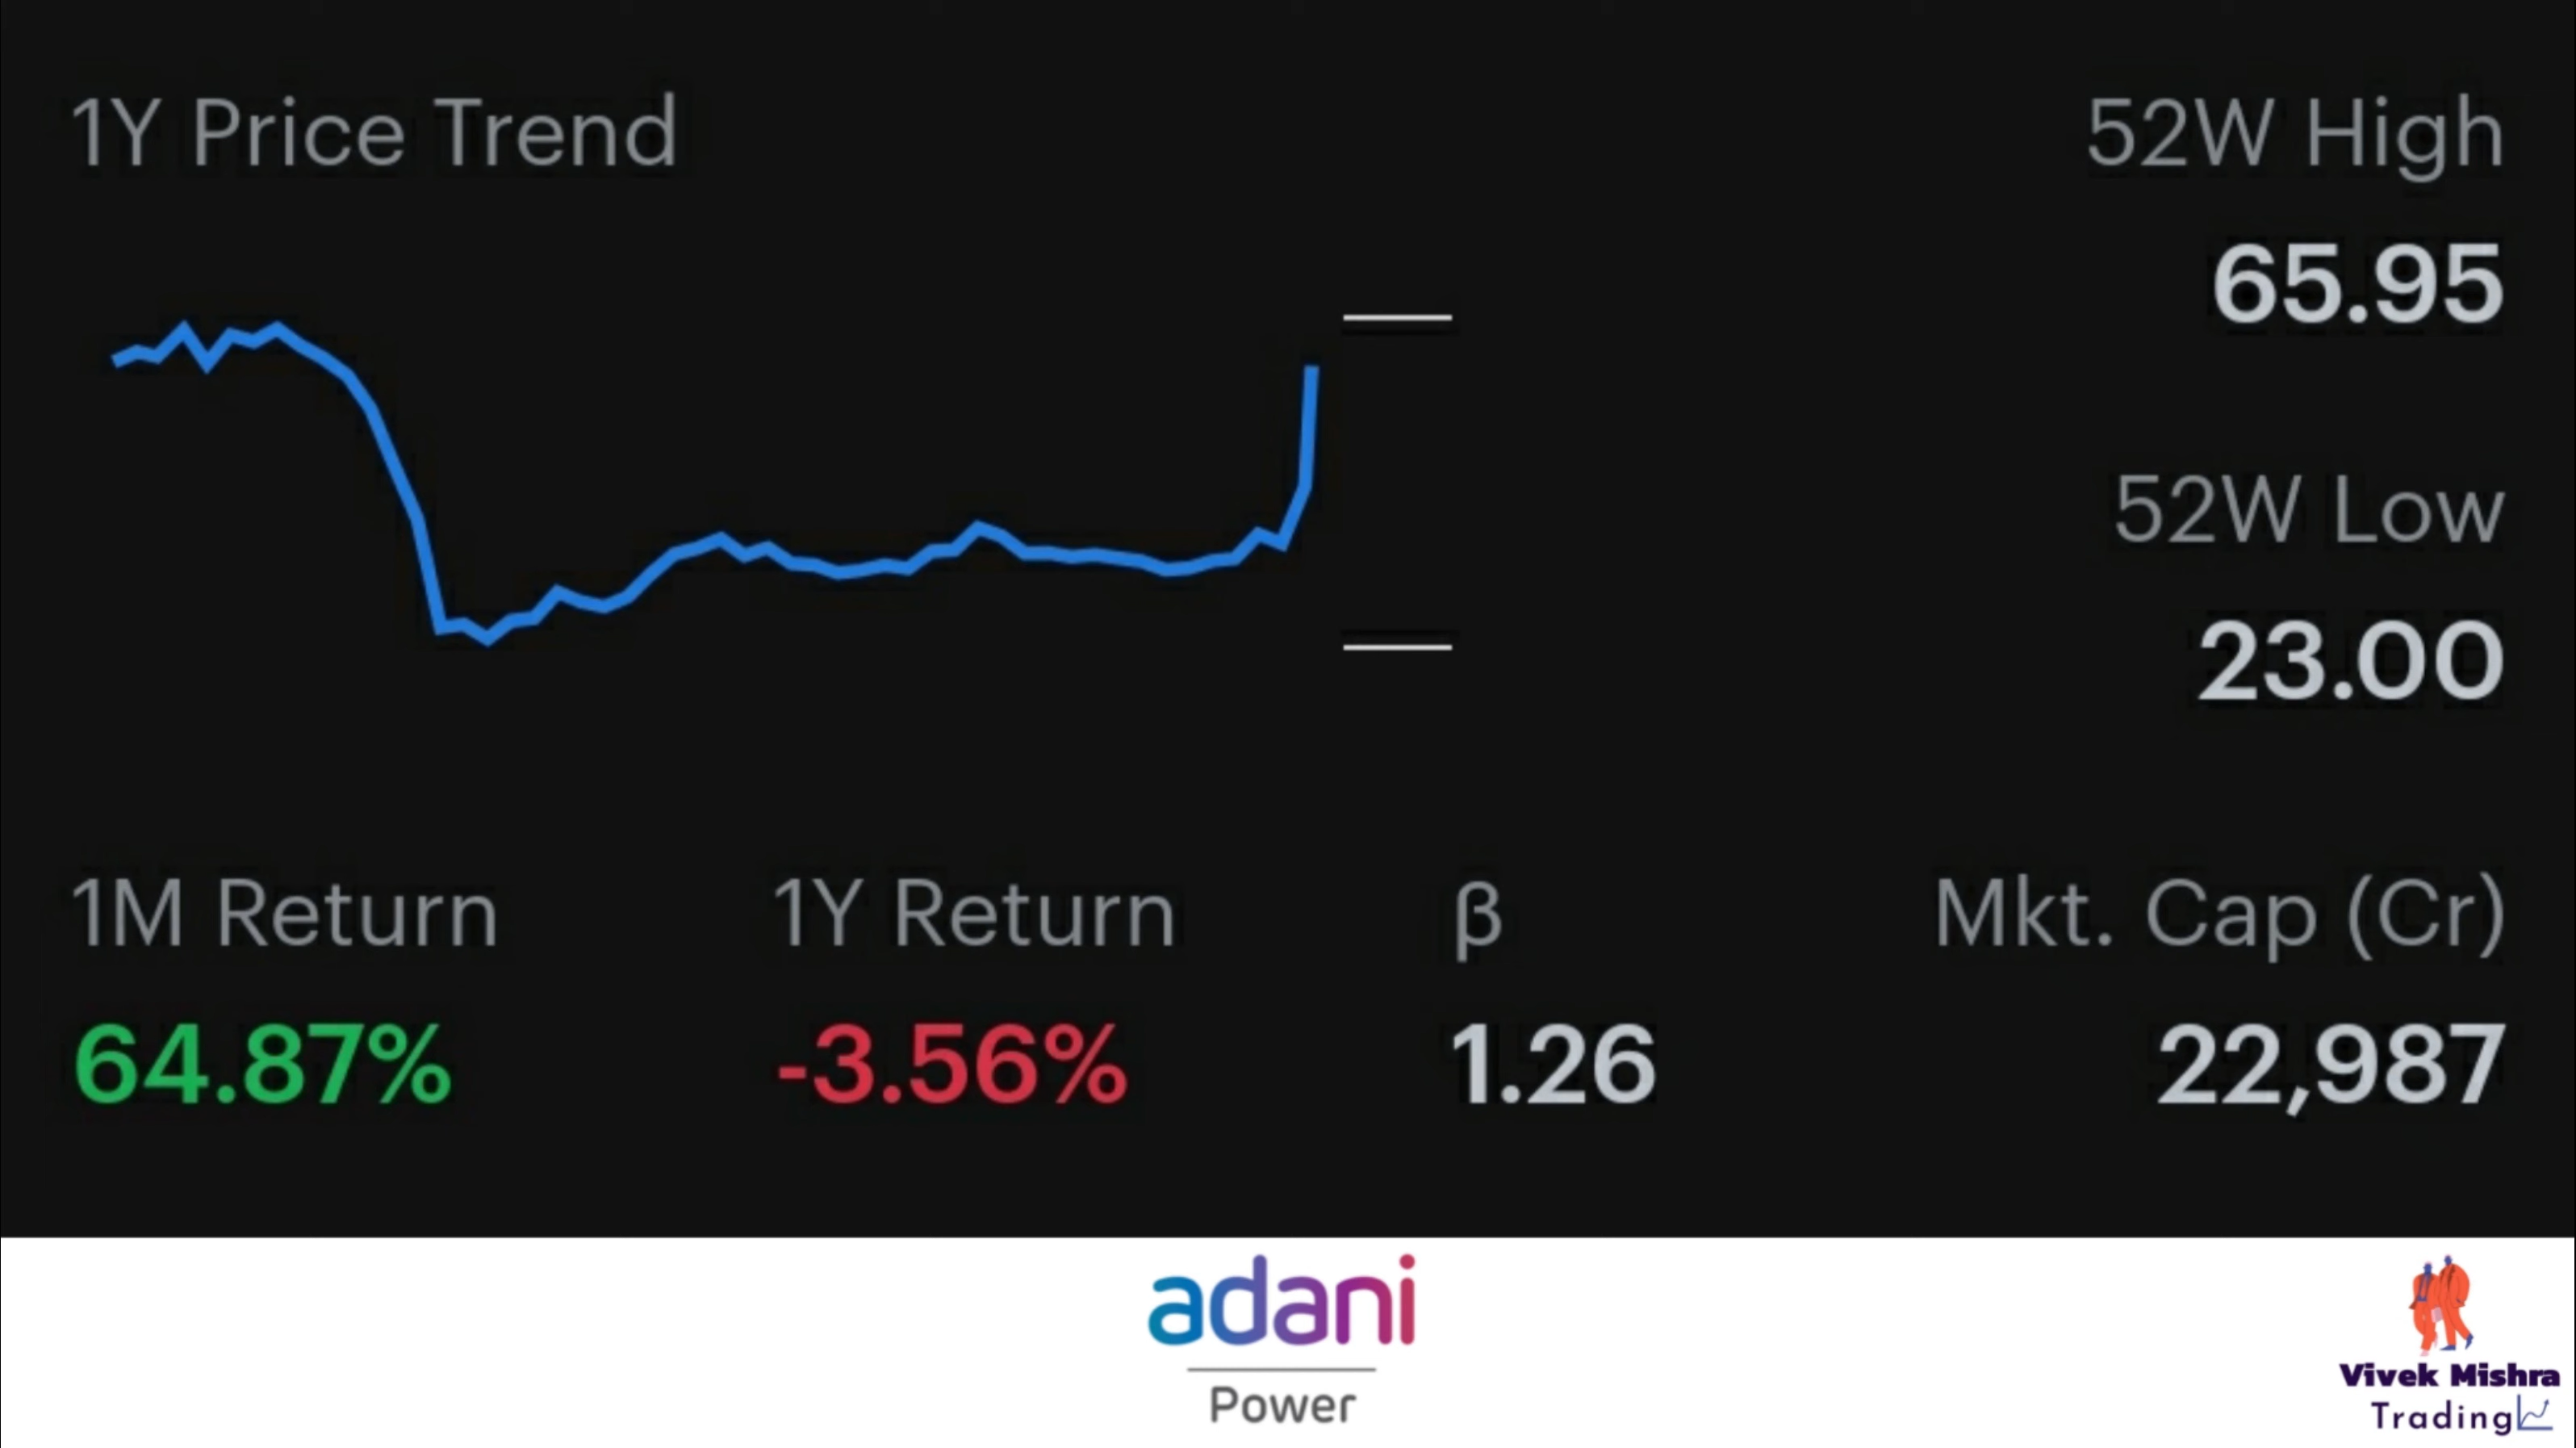 1Y Price Trend
52W High
65.95
52W Low
23.00
1M Return
1Y Return
β
Mkt. Cap (Cr)
64.87%
-3.56%
1.26
22,987
adani
Power
Vivek Mishra
Trading